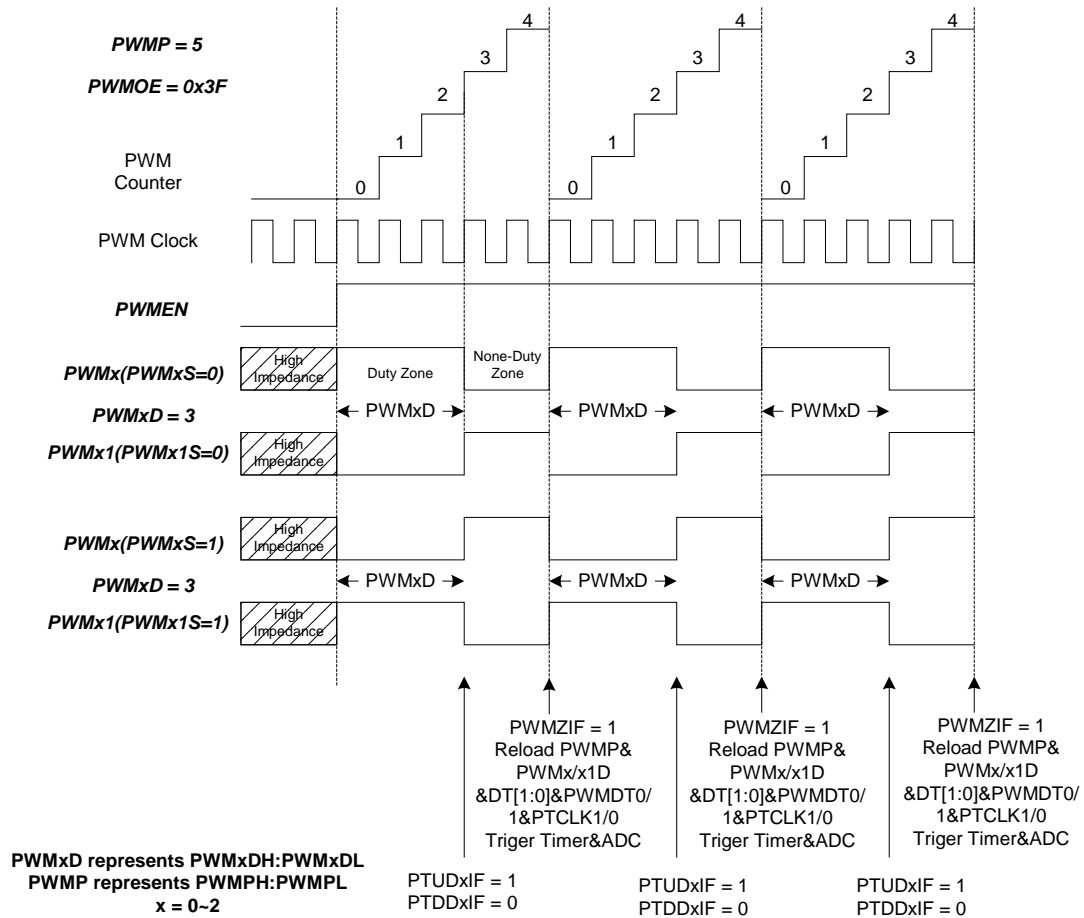 PWMP = 5
PWMOE = 0x3F
PWM
Counter
0
1
2
3
4
0
1
2
3
4
0
1
2
3
4
PWM Clock
PWMEN
PWMx(PWMxS=0)
High
Impedance
Duty Zone
None-Duty
Zone
PWMxD = 3
PWMxD
PWMxD
PWMxD
PWMx1(PWMx1S=0)
High
Impedance
PWMx(PWMxS=1)
High
Impedance
PWMxD = 3
PWMxD
PWMxD
PWMxD
PWMx1(PWMx1S=1)
High
Impedance
PWMZIF = 1
Reload PWMP&
PWMx/x1D
&DT[1:0]&PWMDT0/
1&PTCLK1/0
Triger Timer&ADC
PWMZIF = 1
Reload PWMP&
PWMx/x1D
&DT[1:0]&PWMDT0/
1&PTCLK1/0
Triger Timer&ADC
PWMZIF = 1
Reload PWMP&
PWMx/x1D
&DT[1:0]&PWMDT0/
1&PTCLK1/0
Triger Timer&ADC
PWMxD represents PWMxDH:PWMxDL
PWMP represents PWMPH:PWMPL
x = 0~2
PTUDxIF = 1
PTDDxIF = 0
PTUDxIF = 1
PTDDxIF = 0
PTUDxIF = 1
PTDDxIF = 0